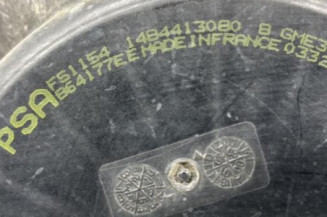 PSA
FS1154 1484413080 8 GME3
B64177EE MADE IN FRANCE 0332